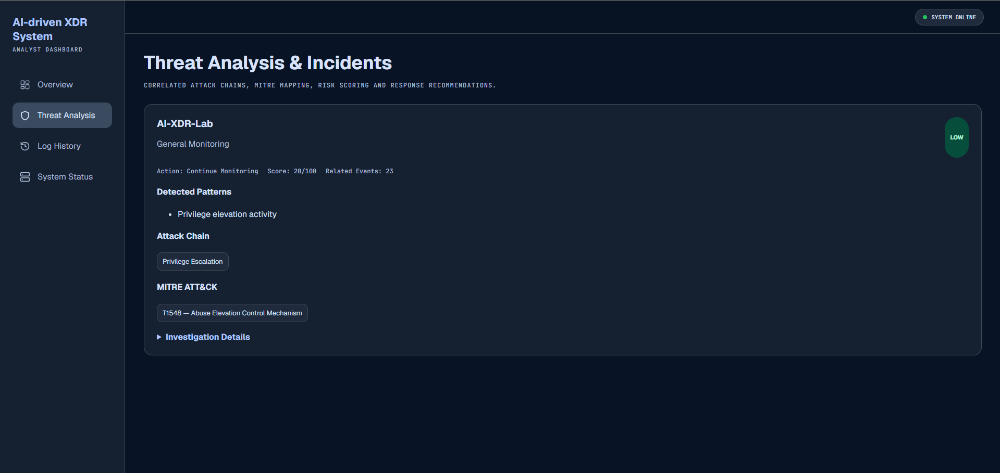 AI-driven XDR
System
ANALYST DASHBOARD
Overview
Threat Analysis
Log History
System Status
SYSTEM ONLINE
Threat Analysis & Incidents
CORRELATED ATTACK CHAINS, MITRE MAPPING, RISK SCORING AND RESPONSE RECOMMENDATIONS.
AI-XDR-Lab
LOW
General Monitoring
Action: Continue Monitoring Score: 20/100 Related Events: 23
Detected Patterns
• Privilege elevation activity
Attack Chain
Privilege Escalation
MITRE ATT&CK
T1548 — Abuse Elevation Control Mechanism
Investigation Details